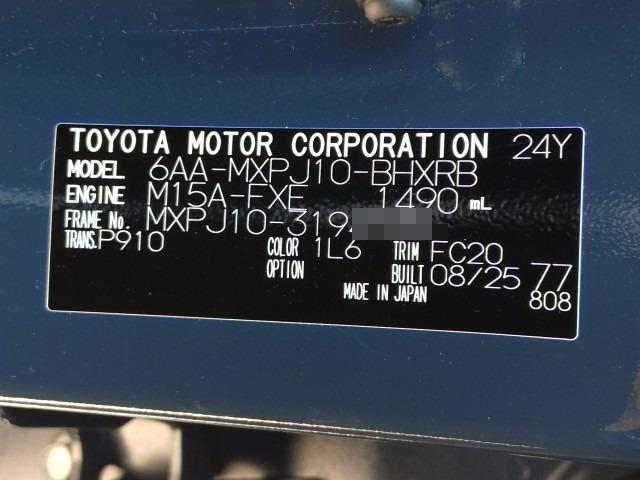 TOYOTA MOTOR CORPORATION 24Y
MODEL 6AA-MXPJ10-BHXRB
ENGINE M15A-FXE 1490 mL
FRAME No. MXPJ10-319
TRANS. P910 COLOR 1L6 TRIM FC20
OPTION BUILT 08/25 77
MADE IN JAPAN 808